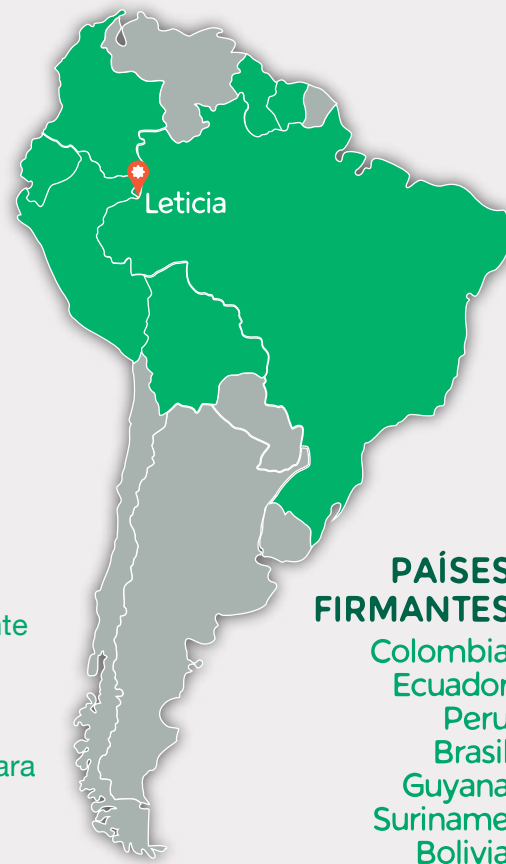 Leticia
PAÍSES
FIRMANTES
Colombia
Ecuador
Peru
Brasil
Guyana
Suriname
Bolivia